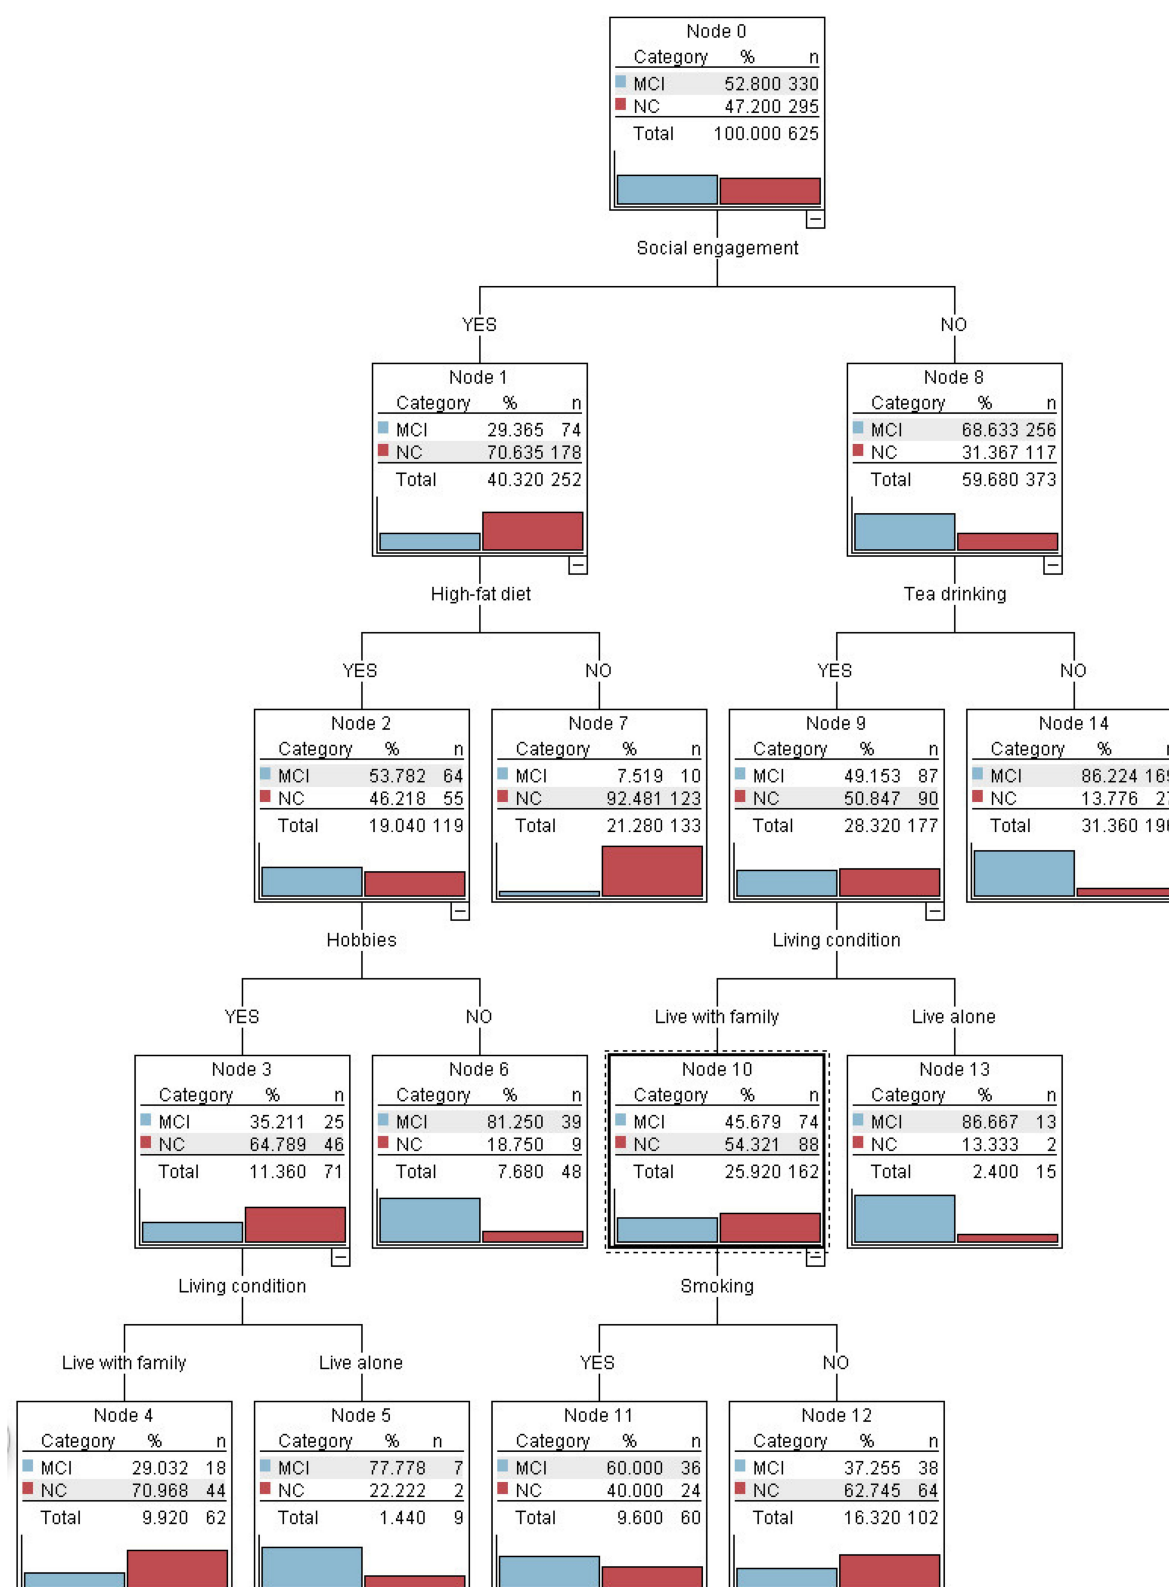 Node 0
Category % n
MCI 52.800 330
NC 47.200 295
Total 100.000 625
Social engagement
YES
NO
Node 1
Category % n
MCI 29.365 74
NC 70.635 178
Total 40.320 252
Node 8
Category % n
MCI 68.633 256
NC 31.367 117
Total 59.680 373
High-fat diet
Tea drinking
YES
NO
YES
NO
Node 2
Category % n
MCI 53.782 64
NC 46.218 55
Total 19.040 119
Node 7
Category % n
MCI 7.519 10
NC 92.481 123
Total 21.280 133
Node 9
Category % n
MCI 49.153 87
NC 50.847 90
Total 28.320 177
Node 14
Category %
MCI 86.224 169
NC 13.776 27
Total 31.360 196
Hobbies
Living condition
YES
NO
Live with family
Live alone
Node 3
Category % n
MCI 35.211 25
NC 64.789 46
Total 11.360 71
Node 6
Category % n
MCI 81.250 39
NC 18.750 9
Total 7.680 48
Node 10
Category % n
MCI 45.679 74
NC 54.321 88
Total 25.920 162
Node 13
Category % n
MCI 86.667 13
NC 13.333 2
Total 2.400 15
Living condition
Smoking
Live with family
Live alone
YES
NO
Node 4
Category % n
MCI 29.032 18
NC 70.968 44
Total 9.920 62
Node 5
Category % n
MCI 77.778 7
NC 22.222 2
Total 1.440 9
Node 11
Category % n
MCI 60.000 36
NC 40.000 24
Total 9.600 60
Node 12
Category % n
MCI 37.255 38
NC 62.745 64
Total 16.320 102